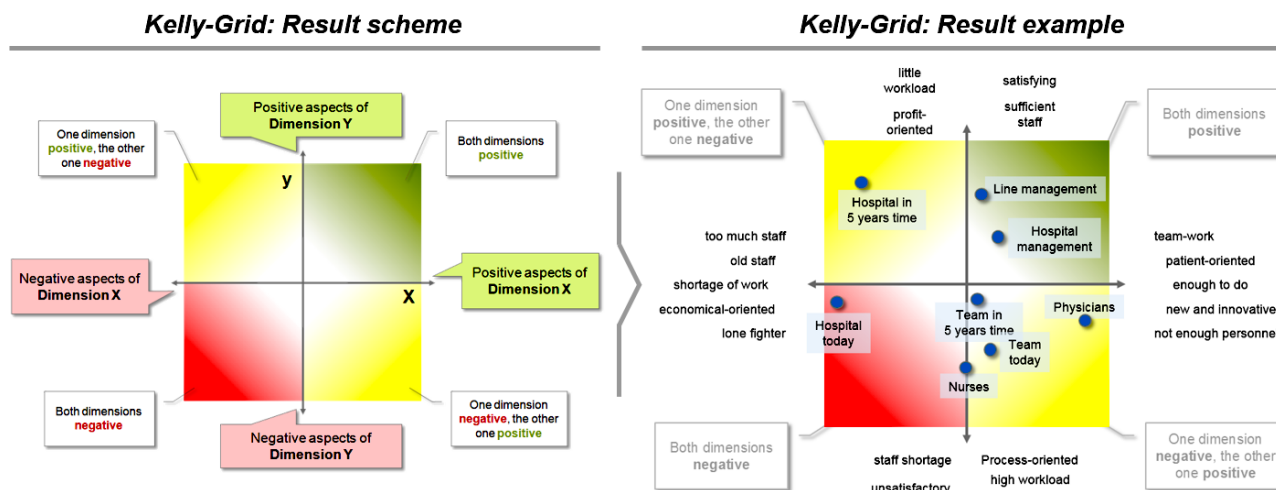 Kelly-Grid: Result scheme
Positive aspects of
Dimension Y
One dimension
positive, the other
one negative
Both dimensions
positive
y
Negative aspects of
Dimension X
X
Positive aspects of
Dimension X
Both dimensions
negative
Negative aspects of
Dimension Y
One dimension
negative, the other
one positive
Kelly-Grid: Result example
little
workload
profit-
oriented
satisfying
sufficient
staff
One dimension
positive, the other
one negative
Both dimensions
positive
Hospital in
5 years time
Line management
Hospital
management
too much staff
old staff
shortage of work
economical-oriented
lone fighter
team-work
patient-oriented
enough to do
new and innovative
not enough personne
Hospital
today
Team in
5 years time
Physicians
Team
today
Nurses
Both dimensions
negative
staff shortage
unsatisfactory
Process-oriented
high workload
One dimension
negative, the other
one positive